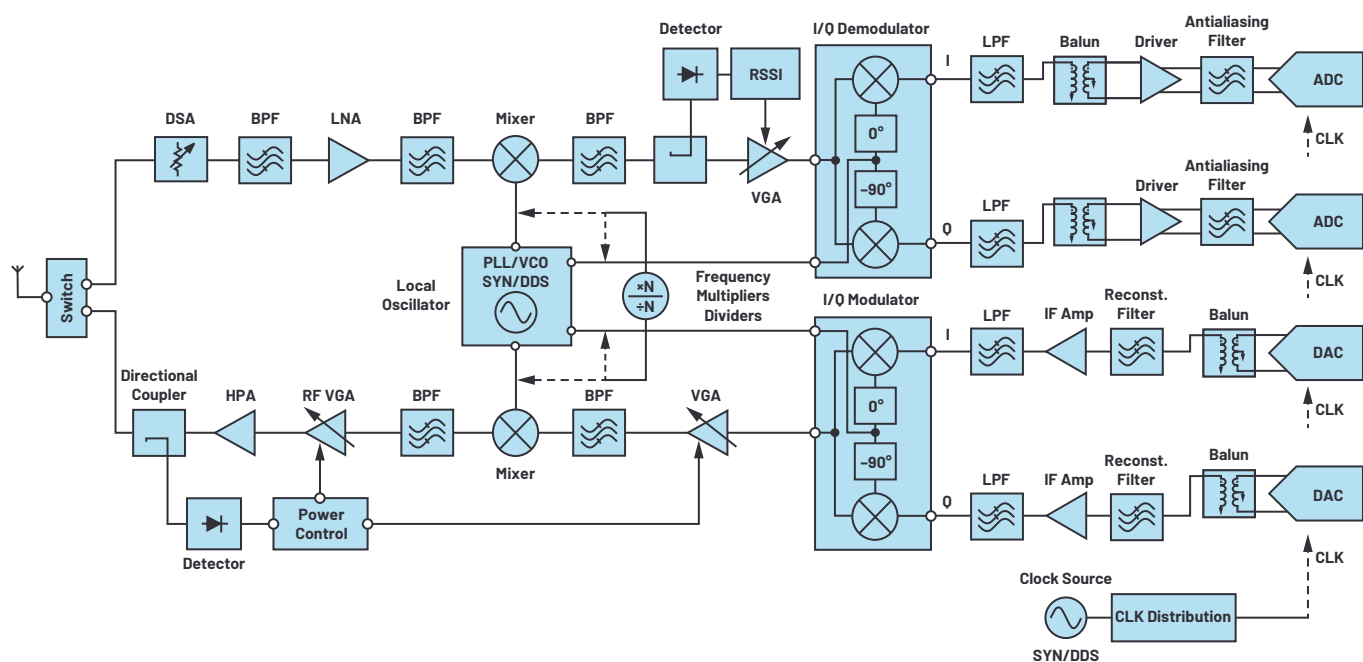 Detector
I/Q Demodulator
LPF
Balun
Driver
Antialiasing
Filter
I
RSSI
ADC
DSA
BPF
LNA
BPF
Mixer
BPF
0°
CLK
VGA
–90°
Q
LPF
Driver
Antialiasing
Filter
ADC
CLK
Switch
Local
Oscillator
PLL/VCO
SYN/DDS
×N
÷N
Frequency
Multipliers
Dividers
I/Q Modulator
I
LPF
IF Amp
Reconst.
Filter
Balun
DAC
CLK
Directional
Coupler
HPA
RF VGA
BPF
Mixer
BPF
VGA
0°
–90°
Q
LPF
IF Amp
Reconst.
Filter
Balun
DAC
CLK
Detector
Power
Control
Clock Source
SYN/DDS
CLK Distribution